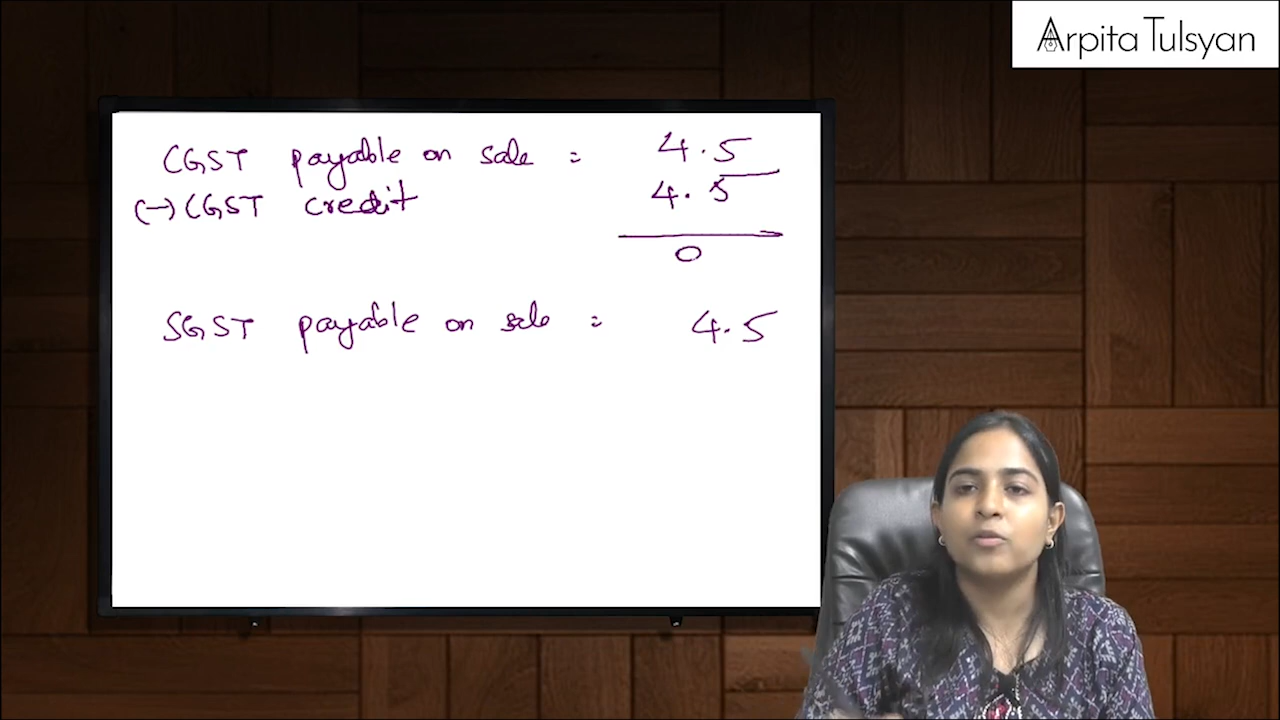 Arpita Tulsyan
CGST payable on sale = 4.5
(-) CGST credit 4.5
0
SGST payable on sale = 4.5